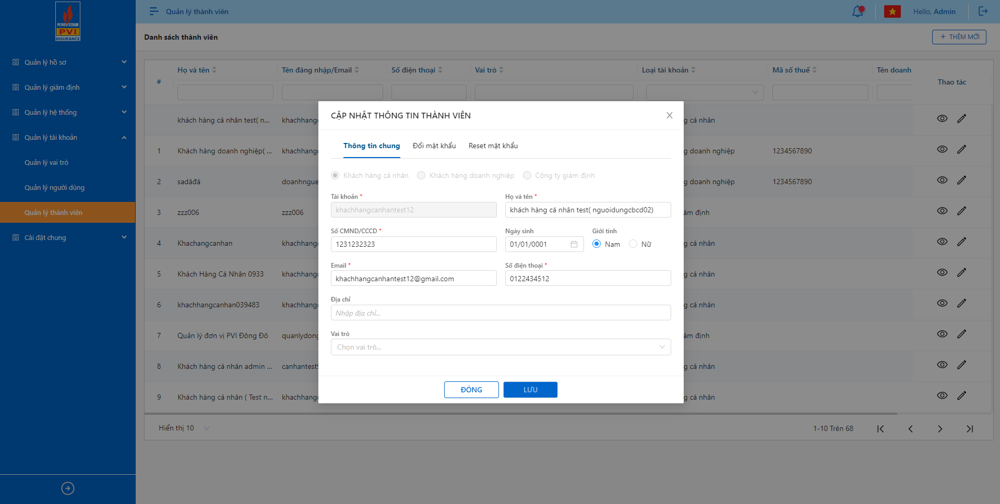 PETROVIETNAM
PVI
INSURANCE
Quản lý thành viên
Hello, Admin
Danh sách thành viên
+ THÊM MỚI
Quản lý hồ sơ
Quản lý giám định
Quản lý hệ thống
Quản lý tài khoản
Quản lý vai trò
Quản lý người dùng
Quản lý thành viên
Cài đặt chung
# Họ và tên Tên đăng nhập/Email Số điện thoại Vai trò Loại tài khoản Mã số thuế Tên doanh Thao tác
khách hàng cá nhân test( n... khachhang cá nhân
1 Khách hàng doanh nghiệp( ... khachhang doanh nghiệp 1234567890
2 sadâđá doanhngue doanh nghiệp 1234567890
3 zzz006 zzz006 ám định
4 Khachangcanhan g cá nhân
5 Khách Hàng Cá Nhân 0933 khachhang cá nhân
6 khachhangcanhan039483 khachhang cá nhân
7 Quản lý đơn vị PVI Đông Đô quanlydong ám định
8 Khách hàng cá nhân admin ... canhantest g cá nhân
9 Khách hàng cá nhân ( Test n... khachhang cá nhân
Hiển thị 10
1-10 Trên 68
CẬP NHẬT THÔNG TIN THÀNH VIÊN
Thông tin chung Đổi mật khẩu Reset mật khẩu
Khách hàng cá nhân Khách hàng doanh nghiệp Công ty giám định
Tài khoản * Họ và tên *
khachhangcanhantest12 khách hàng cá nhân test( nguoidungcbcd02)
Số CMND/CCCD * Ngày sinh Giới tính
1231232323 01/01/0001 Nam Nữ
Email * Số điện thoại *
khachhangcanhantest12@gmail.com 0122434512
Địa chỉ
Nhập địa chỉ...
Vai trò
Chọn vai trò...
ĐÓNG LƯU